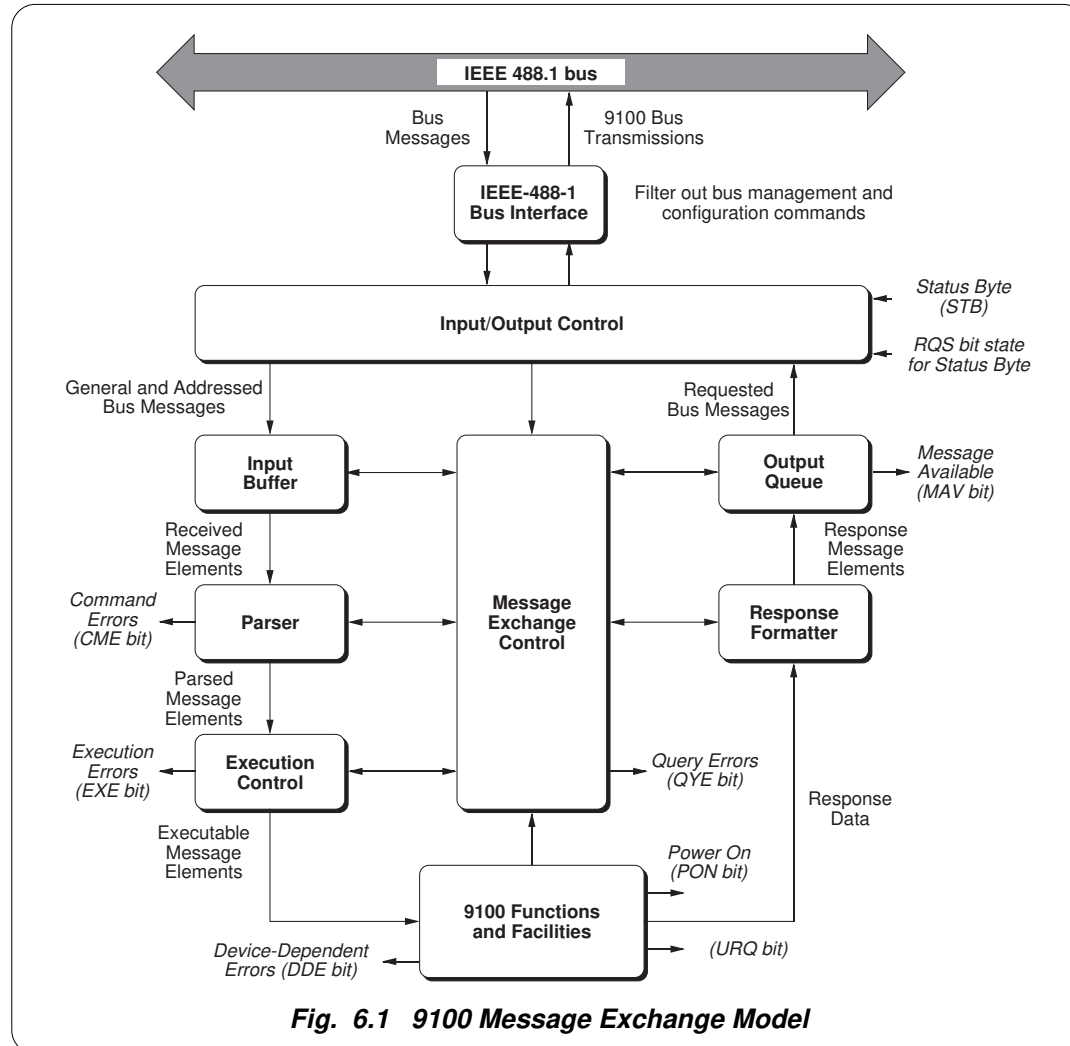 IEEE 488.1 bus
Bus
Messages
9100 Bus
Transmissions
IEEE-488-1
Bus Interface
Filter out bus management and
configuration commands
Input/Output Control
Status Byte
(STB)
RQS bit state
for Status Byte
General and Addressed
Bus Messages
Requested
Bus Messages
Input
Buffer
Output
Queue
Message
Available
(MAV bit)
Received
Message
Elements
Response
Message
Elements
Command
Errors
(CME bit)
Parser
Message
Exchange
Control
Response
Formatter
Parsed
Message
Elements
Execution
Errors
(EXE bit)
Execution
Control
Query Errors
(QYE bit)
Response
Data
Executable
Message
Elements
Power On
(PON bit)
9100 Functions
and Facilities
Device-Dependent
Errors (DDE bit)
(URQ bit)
Fig. 6.1 9100 Message Exchange Model